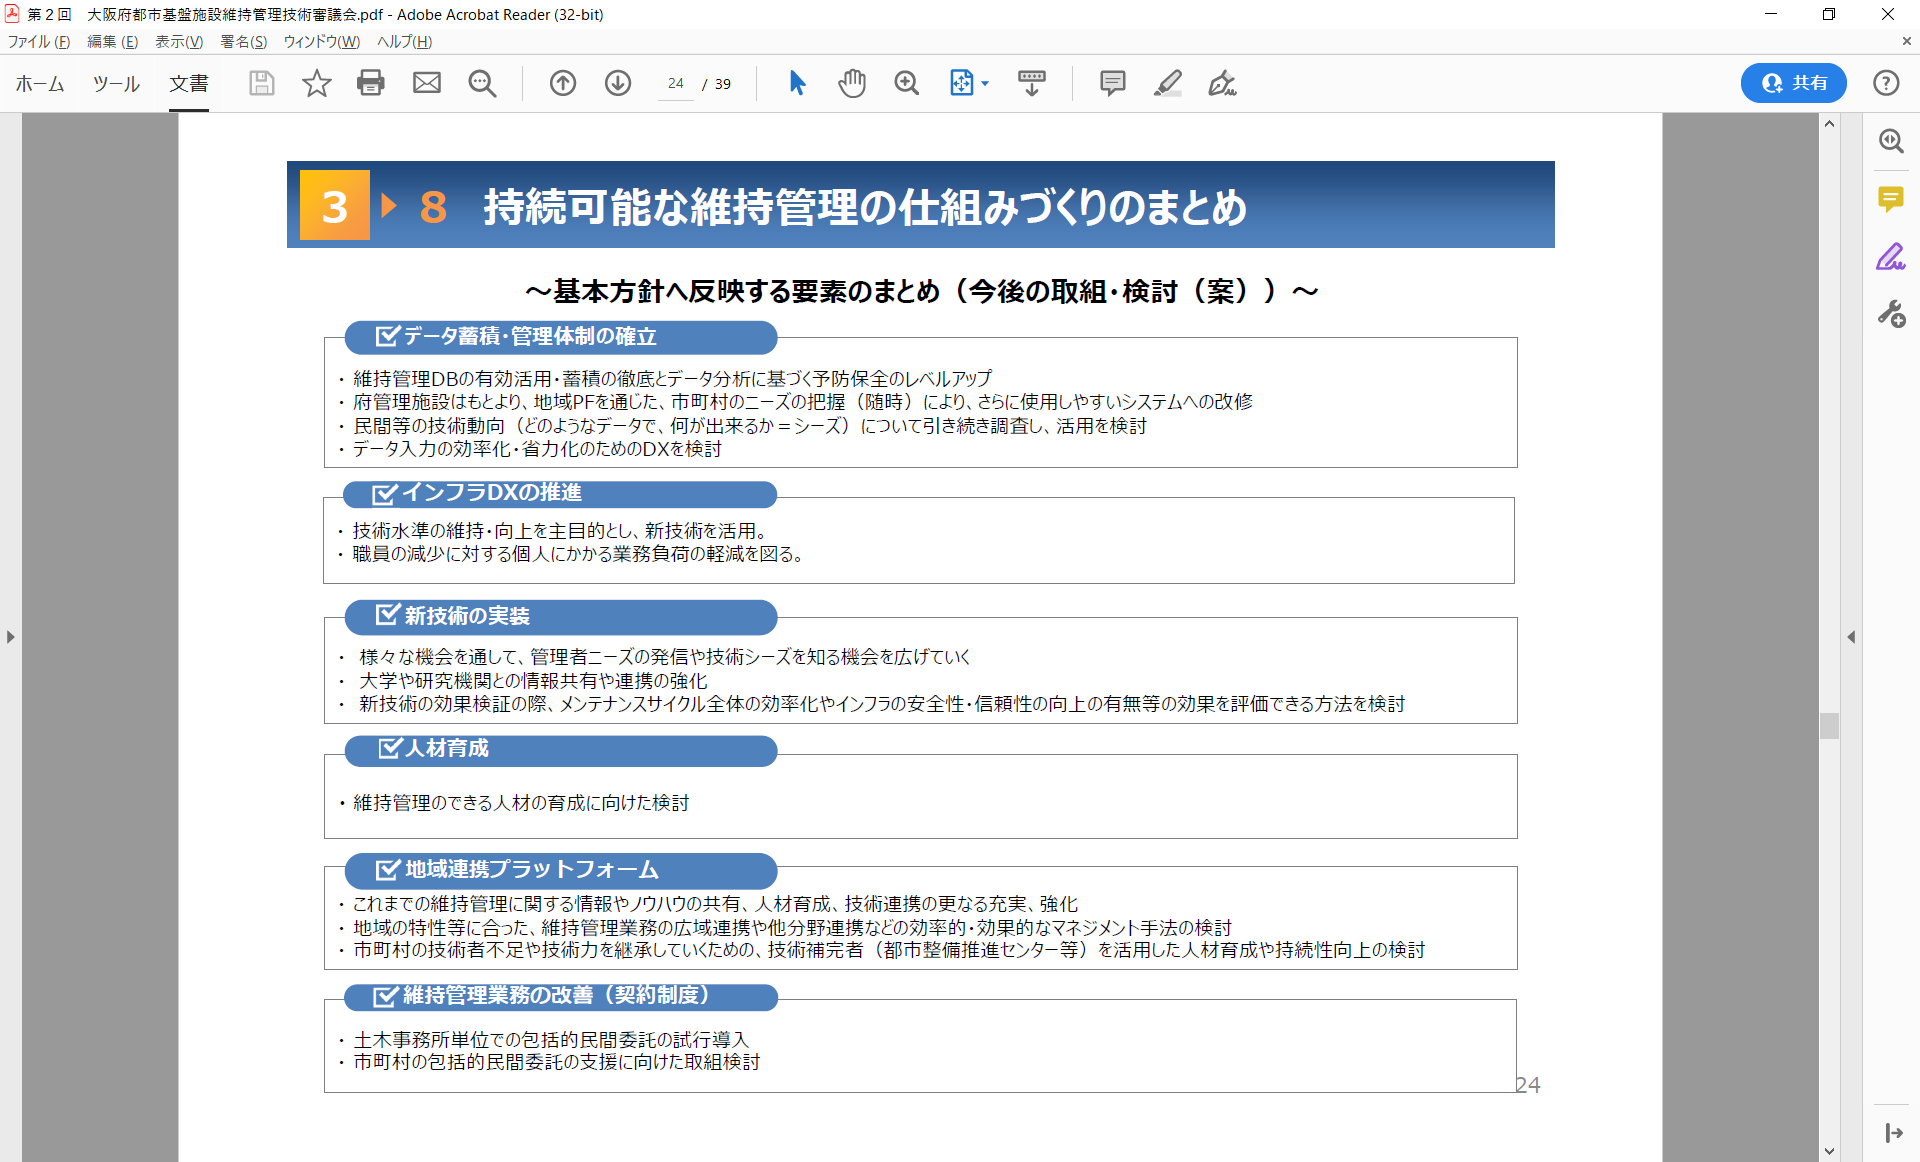 第２回　大阪府都市基盤施設維持管理技術審議会.pdf - Adobe Acrobat Reader (32-bit)
ファイル(F) 編集(E) 表示(V) 署名(S) ウィンドウ(W) ヘルプ(H)
ホーム ツール 文書 24 / 39 共有
3 8 持続可能な維持管理の仕組みづくりのまとめ
～基本方針へ反映する要素のまとめ（今後の取組・検討（案））～
データ蓄積・管理体制の確立
・維持管理DBの有効活用・蓄積の徹底とデータ分析に基づく予防保全のレベルアップ
・府管理施設はもとより、地域PFを通じた、市町村のニーズの把握（随時）により、さらに使用しやすいシステムへの改修
・民間等の技術動向（どのようなデータで、何が出来るか＝シーズ）について引き続き調査し、活用を検討
・データ入力の効率化・省力化のためのDXを検討
インフラDXの推進
・技術水準の維持・向上を主目的とし、新技術を活用。
・職員の減少に対する個人にかかる業務負荷の軽減を図る。
新技術の実装
・ 様々な機会を通して、管理者ニーズの発信や技術シーズを知る機会を広げていく
・ 大学や研究機関との情報共有や連携の強化
・ 新技術の効果検証の際、メンテナンスサイクル全体の効率化やインフラの安全性・信頼性の向上の有無等の効果を評価できる方法を検討
人材育成
・維持管理のできる人材の育成に向けた検討
地域連携プラットフォーム
・これまでの維持管理に関する情報やノウハウの共有、人材育成、技術連携の更なる充実、強化
・地域の特性等に合った、維持管理業務の広域連携や他分野連携などの効率的・効果的なマネジメント手法の検討
・市町村の技術者不足や技術力を継承していくための、技術補完者（都市整備推進センター等）を活用した人材育成や持続性向上の検討
維持管理業務の改善（契約制度）
・土木事務所単位での包括的民間委託の試行導入
・市町村の包括的民間委託の支援に向けた取組検討
24